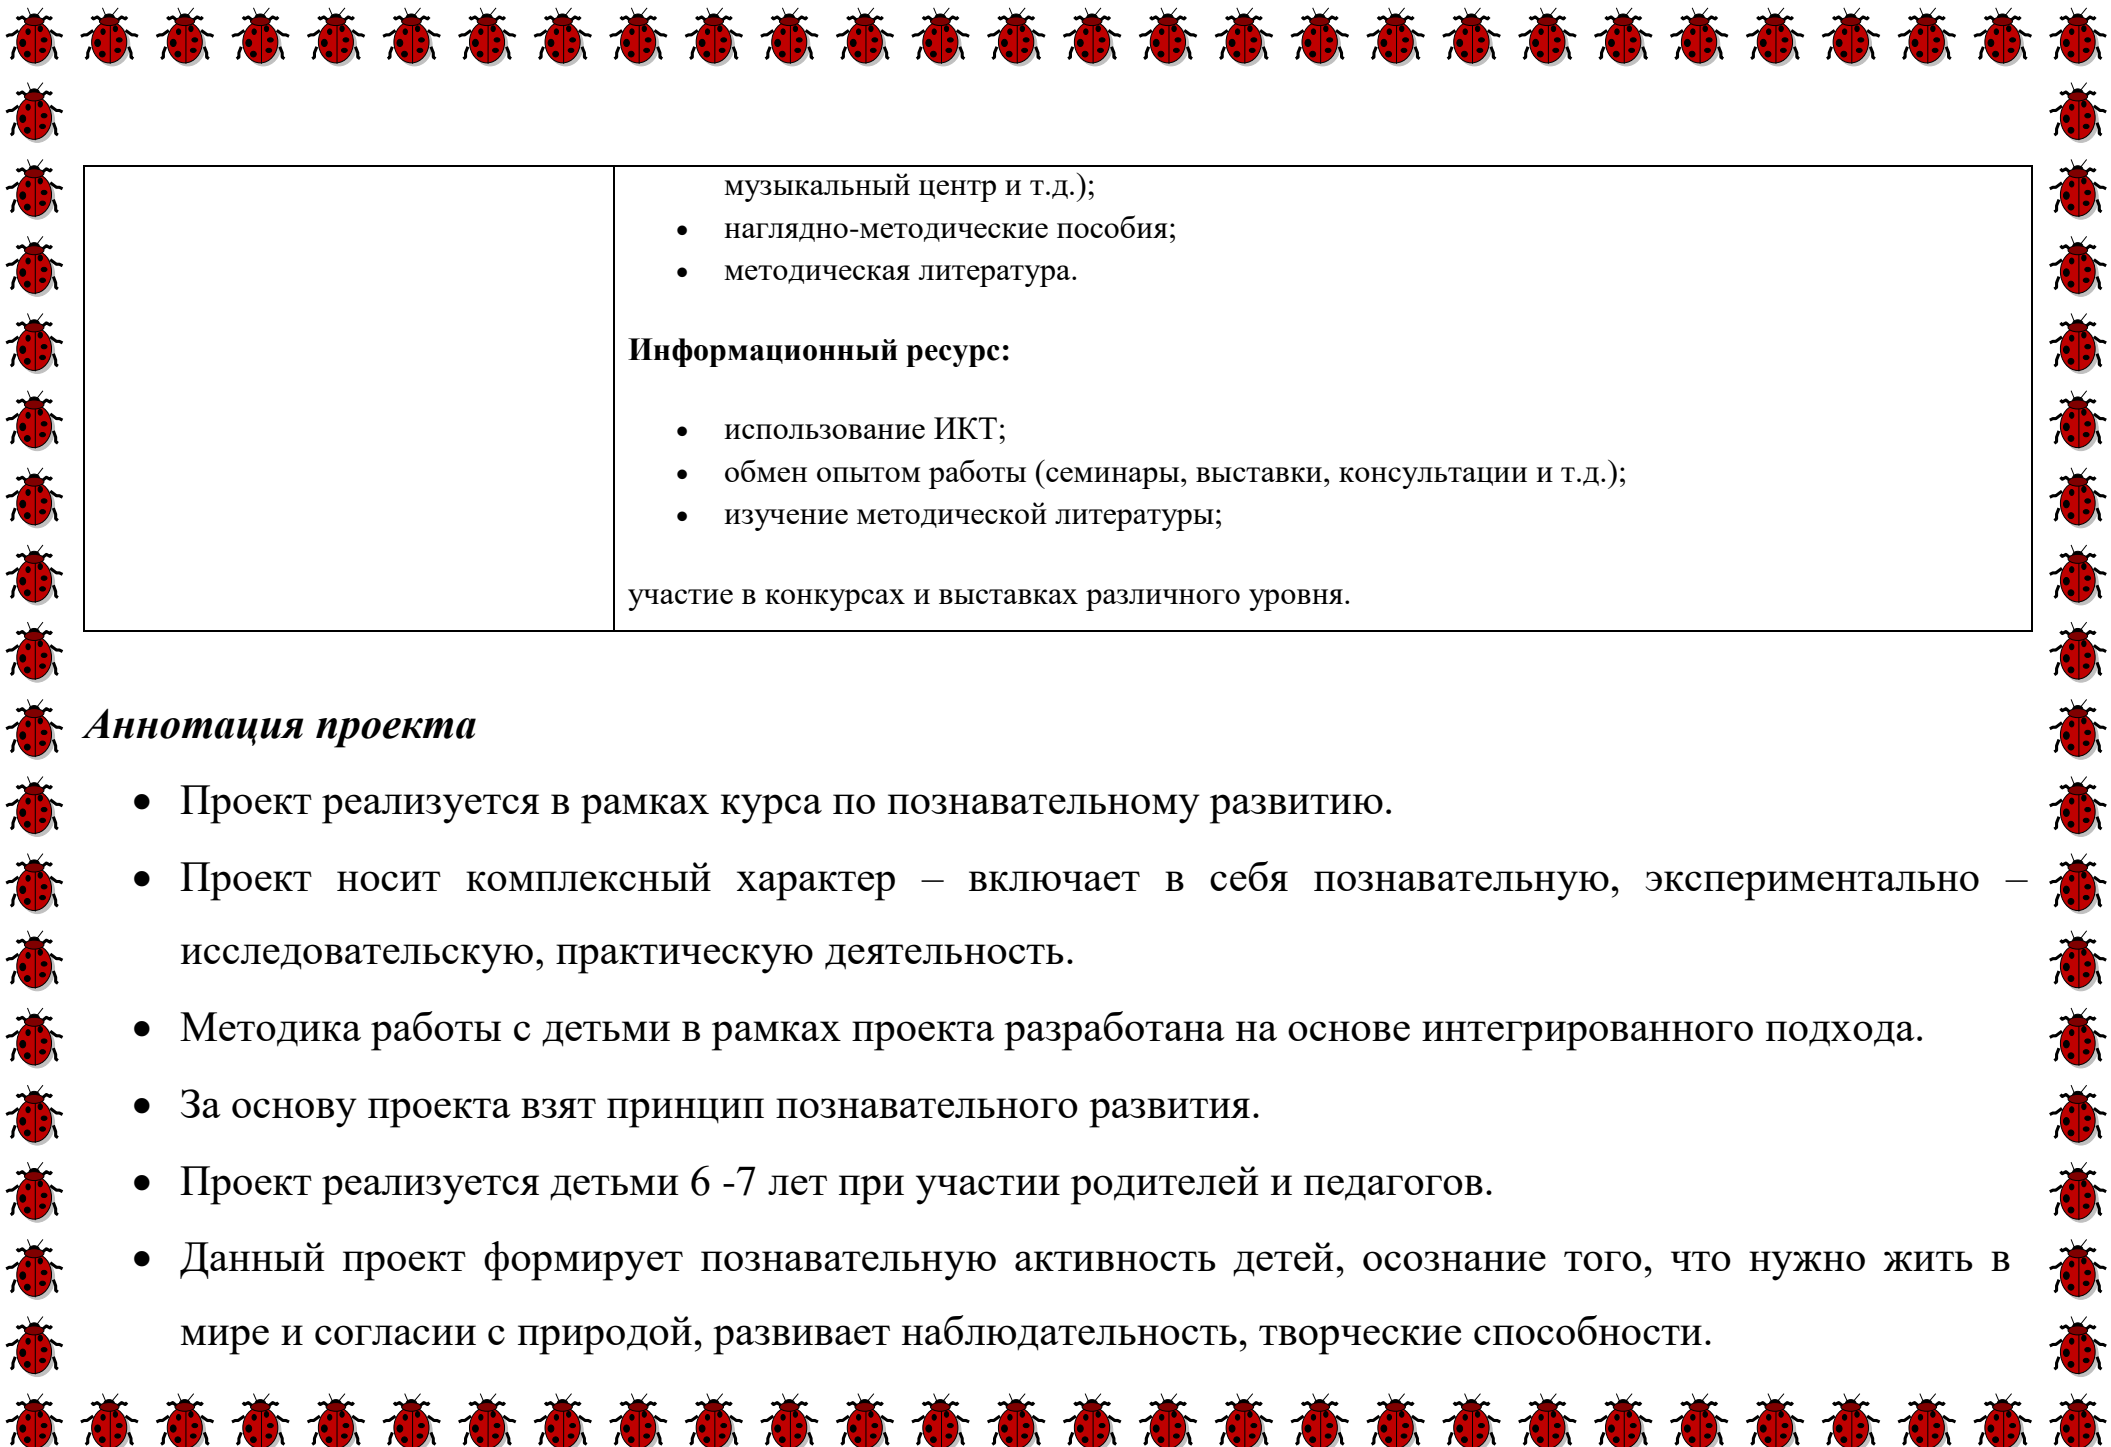 музыкальный центр и т.д.);
• наглядно-методические пособия;
• методическая литература.
Информационный ресурс:
• использование ИКТ;
• обмен опытом работы (семинары, выставки, консультации и т.д.);
• изучение методической литературы;
участие в конкурсах и выставках различного уровня.
Аннотация проекта
• Проект реализуется в рамках курса по познавательному развитию.
• Проект носит комплексный характер – включает в себя познавательную, экспериментально –
исследовательскую, практическую деятельность.
• Методика работы с детьми в рамках проекта разработана на основе интегрированного подхода.
• За основу проекта взят принцип познавательного развития.
• Проект реализуется детьми 6 -7 лет при участии родителей и педагогов.
• Данный проект формирует познавательную активность детей, осознание того, что нужно жить в
мире и согласии с природой, развивает наблюдательность, творческие способности.